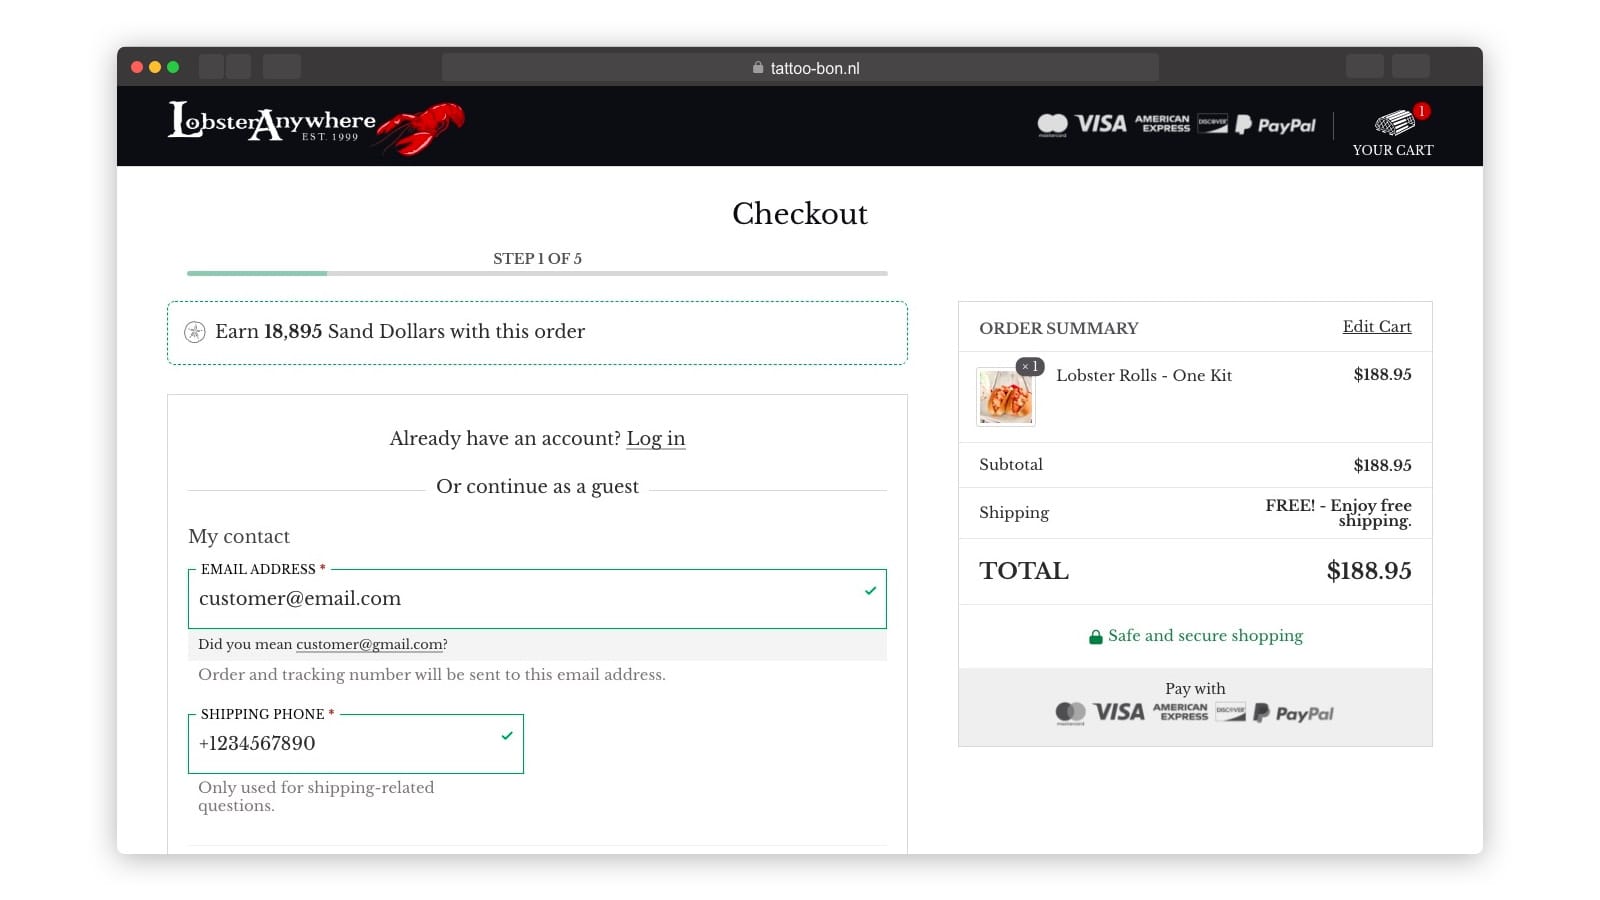 tattoo-bon.nl
LobsterAnywhere
EST. 1999
mastercard VISA AMERICAN EXPRESS DISCOVER PayPal
1
YOUR CART
Checkout
STEP 1 OF 5
Earn 18,895 Sand Dollars with this order
Already have an account? Log in
Or continue as a guest
My contact
EMAIL ADDRESS *
customer@email.com
Did you mean customer@gmail.com?
Order and tracking number will be sent to this email address.
SHIPPING PHONE *
+1234567890
Only used for shipping-related
questions.
ORDER SUMMARY Edit Cart
× 1
Lobster Rolls - One Kit $188.95
Subtotal $188.95
Shipping FREE! - Enjoy free
shipping.
TOTAL $188.95
Safe and secure shopping
Pay with
mastercard VISA AMERICAN EXPRESS DISCOVER PayPal